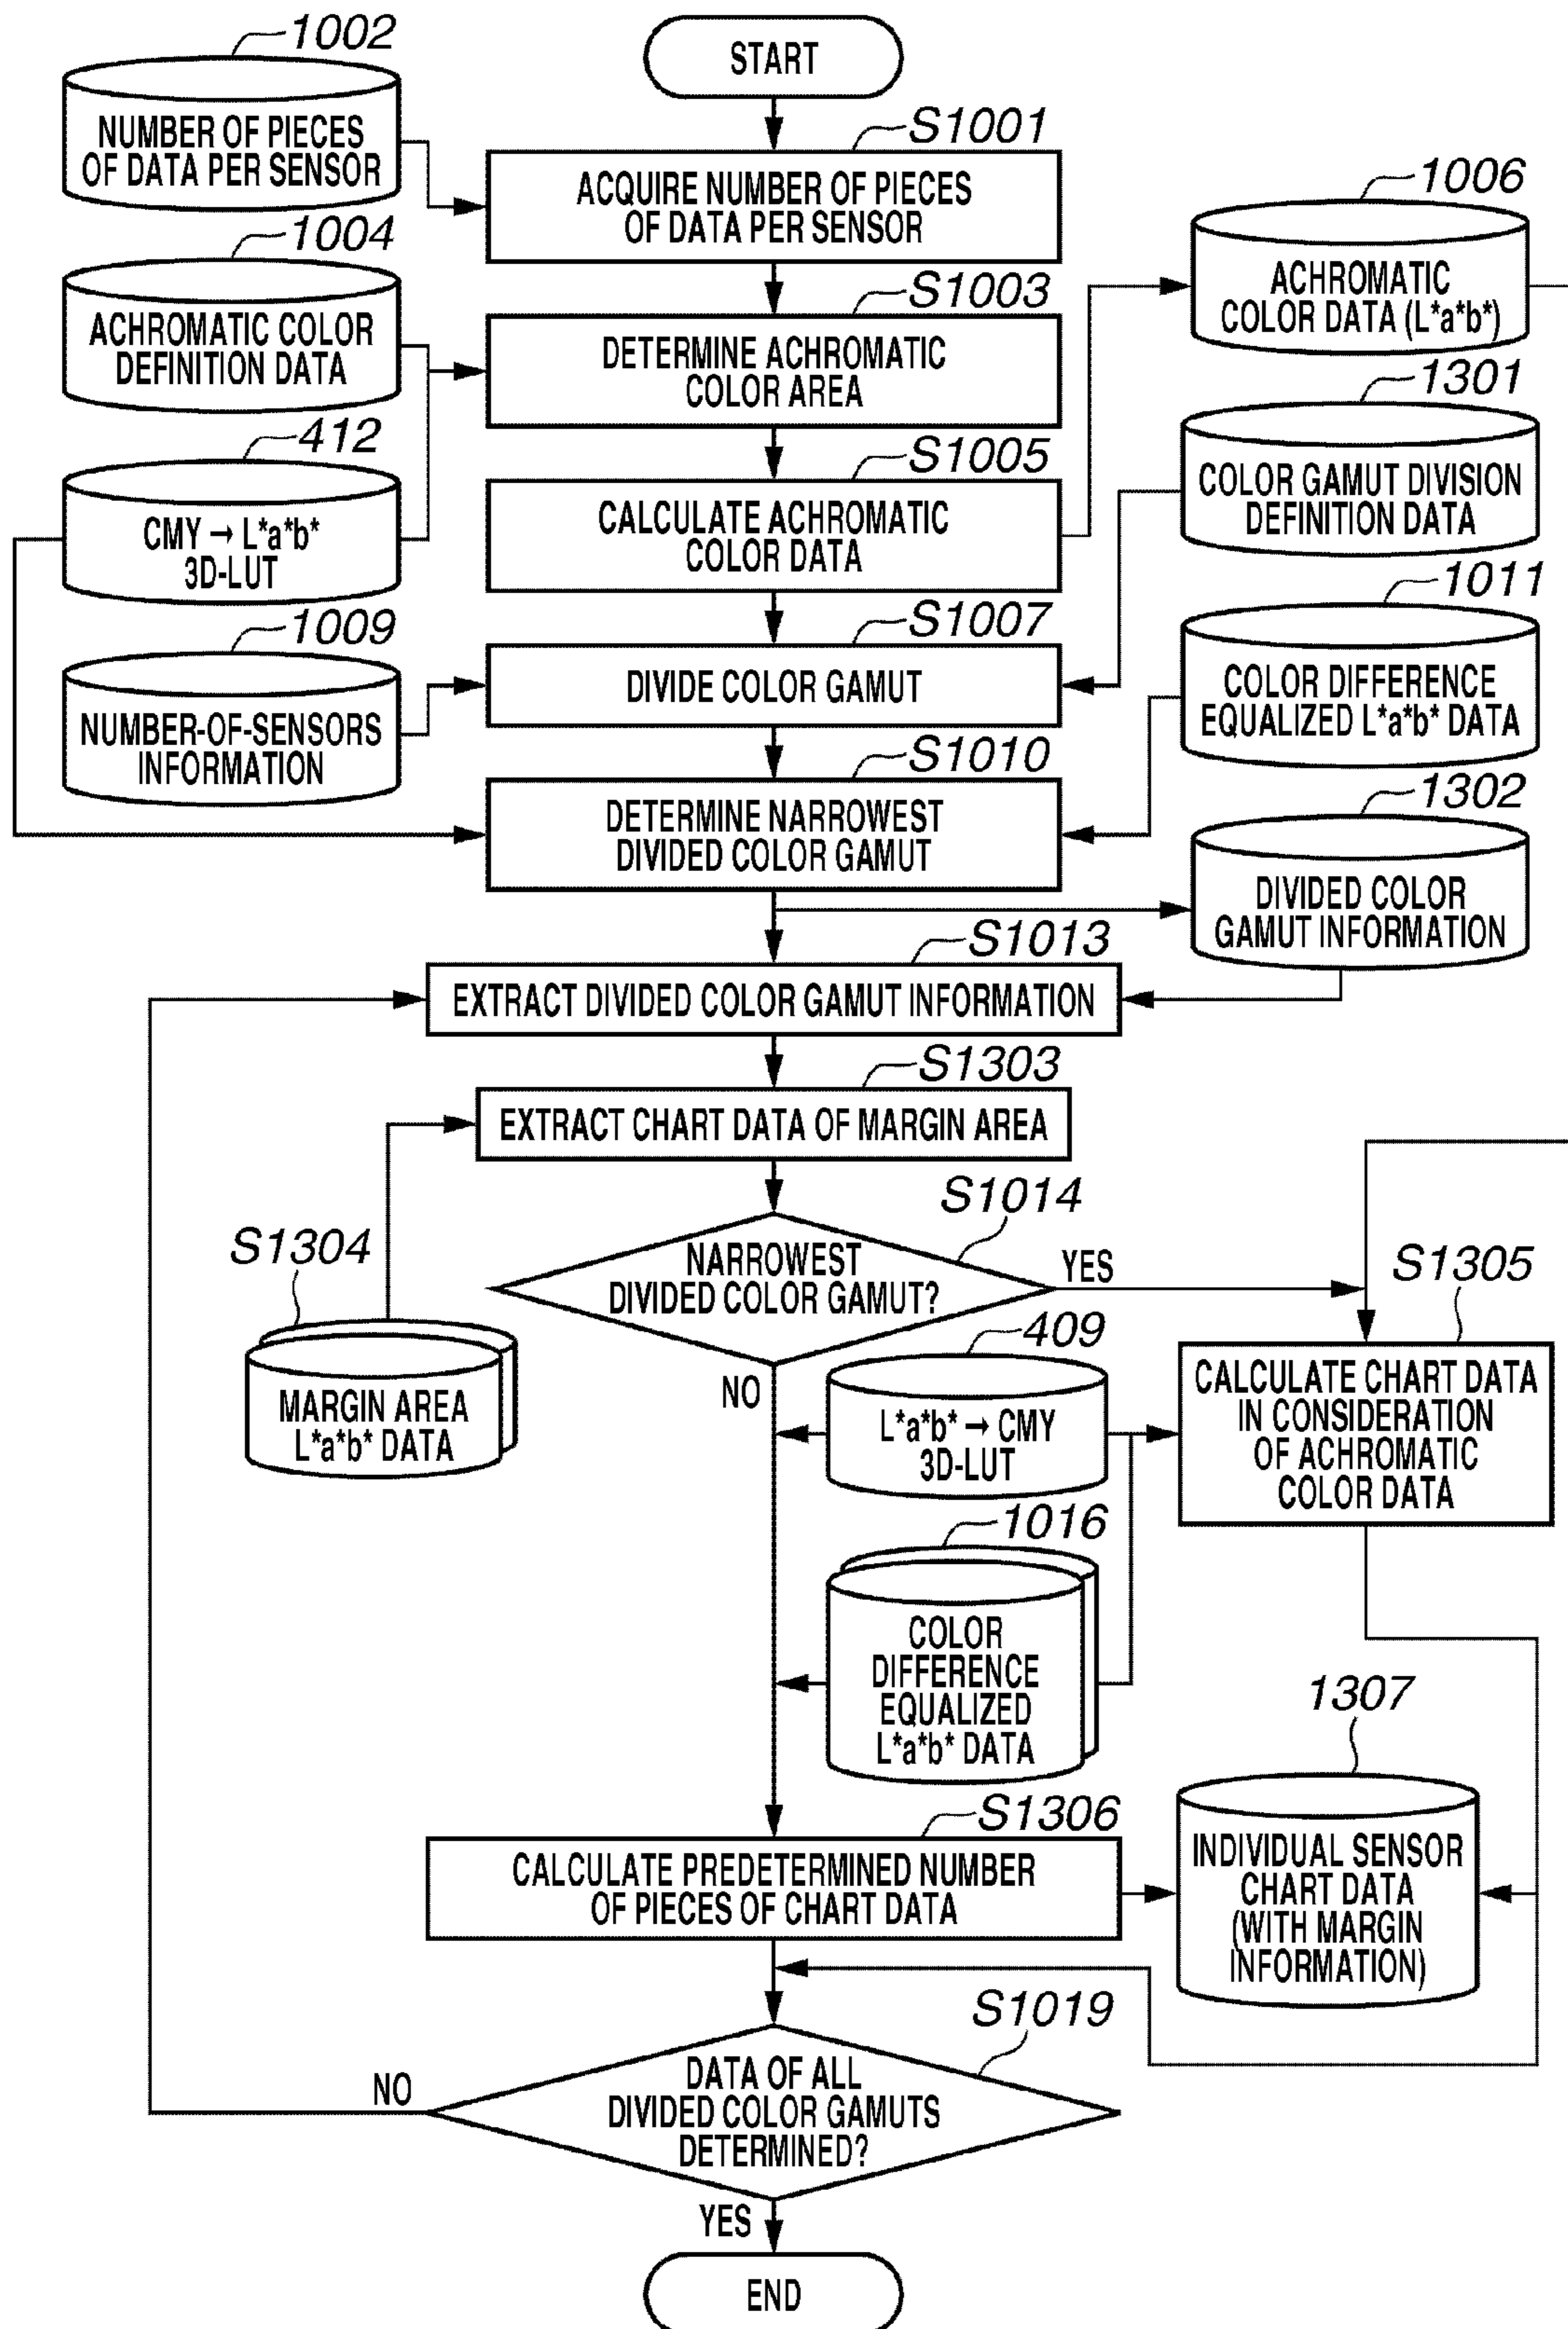 1002
START
NUMBER OF PIECES
OF DATA PER SENSOR
S1001
ACQUIRE NUMBER OF PIECES
OF DATA PER SENSOR
1006
ACHROMATIC
COLOR DATA (L*a*b*)
1004
ACHROMATIC COLOR
DEFINITION DATA
S1003
DETERMINE ACHROMATIC
COLOR AREA
1301
COLOR GAMUT DIVISION
DEFINITION DATA
412
CMY → L*a*b*
3D-LUT
S1005
CALCULATE ACHROMATIC
COLOR DATA
1011
COLOR DIFFERENCE
EQUALIZED L*a*b* DATA
1009
NUMBER-OF-SENSORS
INFORMATION
S1007
DIVIDE COLOR GAMUT
S1010
DETERMINE NARROWEST
DIVIDED COLOR GAMUT
1302
DIVIDED COLOR
GAMUT INFORMATION
S1013
EXTRACT DIVIDED COLOR GAMUT INFORMATION
S1303
EXTRACT CHART DATA OF MARGIN AREA
S1304
MARGIN AREA
L*a*b* DATA
S1014
NARROWEST
DIVIDED COLOR GAMUT?
YES
NO
S1305
CALCULATE CHART DATA
IN CONSIDERATION
OF ACHROMATIC
COLOR DATA
409
L*a*b* → CMY
3D-LUT
1016
COLOR
DIFFERENCE
EQUALIZED
L*a*b* DATA
1307
INDIVIDUAL SENSOR
CHART DATA
(WITH MARGIN
INFORMATION)
S1306
CALCULATE PREDETERMINED NUMBER
OF PIECES OF CHART DATA
S1019
DATA OF ALL
DIVIDED COLOR GAMUTS
DETERMINED?
NO
YES
END